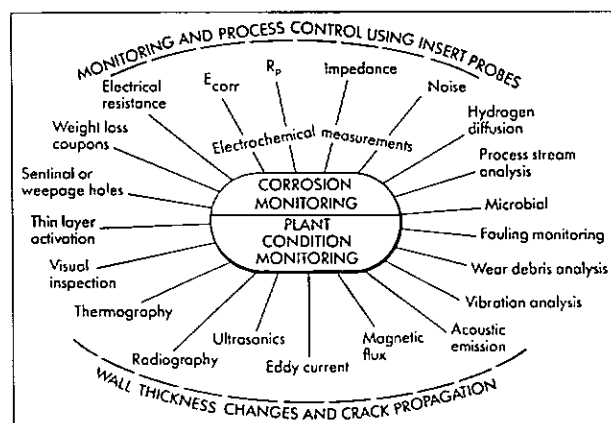 MONITORING AND PROCESS CONTROL USING INSERT PROBES
Electrical
resistance
Ecorr
Rp
Impedance
Noise
Hydrogen
diffusion
Weight loss
coupons
Electrochemical measurements
Process stream
analysis
Sentinal or
weepage holes
CORROSION
MONITORING
Microbial
Thin layer
activation
PLANT
CONDITION
MONITORING
Fouling monitoring
Visual
inspection
Wear debris analysis
Thermography
Vibration analysis
Radiography
Ultrasonics
Eddy current
Magnetic
flux
Acoustic
emission
WALL THICKNESS CHANGES AND CRACK PROPAGATION